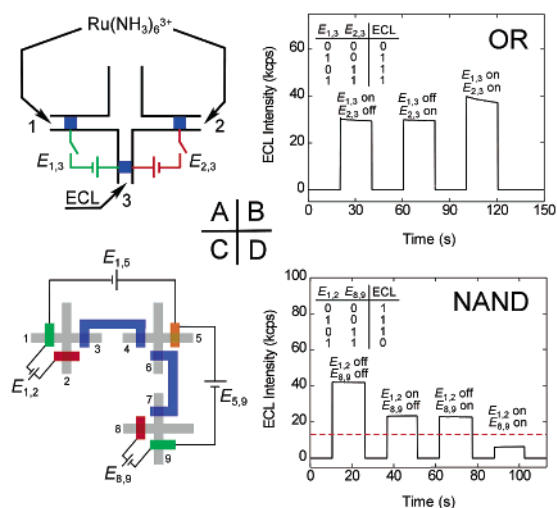 Ru(NH3)6^3+
1
2
E1,3
E2,3
3
ECL
A B
C D
ECL Intensity (kcps)
60
40
20
0
0 30 60 90 120 150
Time (s)
OR
E1,3 E2,3 ECL
0 0 0
1 0 1
0 1 1
1 1 1
E1,3 on
E2,3 off
E1,3 off
E2,3 on
E1,3 on
E2,3 on
E1,5
1
2
3
4
5
6
7
8
9
E1,2
E5,9
E8,9
ECL Intensity (kcps)
100
80
60
40
20
0
0 20 40 60 80 100
Time (s)
NAND
E1,2 E8,9 ECL
0 0 1
1 0 1
0 1 1
1 1 0
E1,2 off
E8,9 off
E1,2 on
E8,9 off
E1,2 off
E8,9 on
E1,2 on
E8,9 on